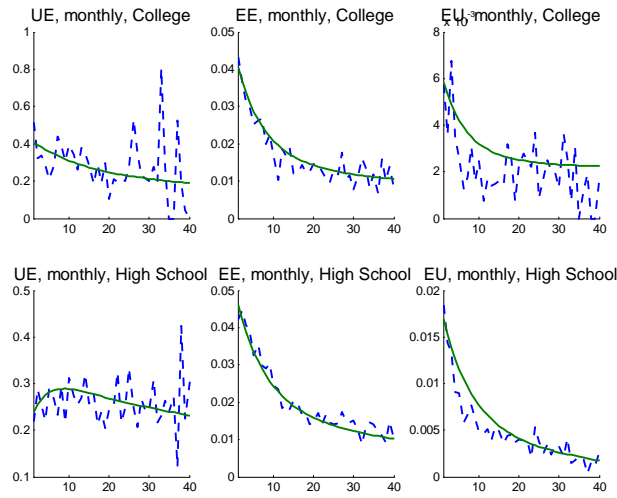 UE, monthly, College
EE, monthly, College
EU, monthly, College
x 10^-3
1
0.8
0.6
0.4
0.2
0
10 20 30 40
0.05
0.04
0.03
0.02
0.01
0
10 20 30 40
8
6
4
2
0
10 20 30 40
UE, monthly, High School
EE, monthly, High School
EU, monthly, High School
0.5
0.4
0.3
0.2
0.1
10 20 30 40
0.05
0.04
0.03
0.02
0.01
0
10 20 30 40
0.02
0.015
0.01
0.005
0
10 20 30 40